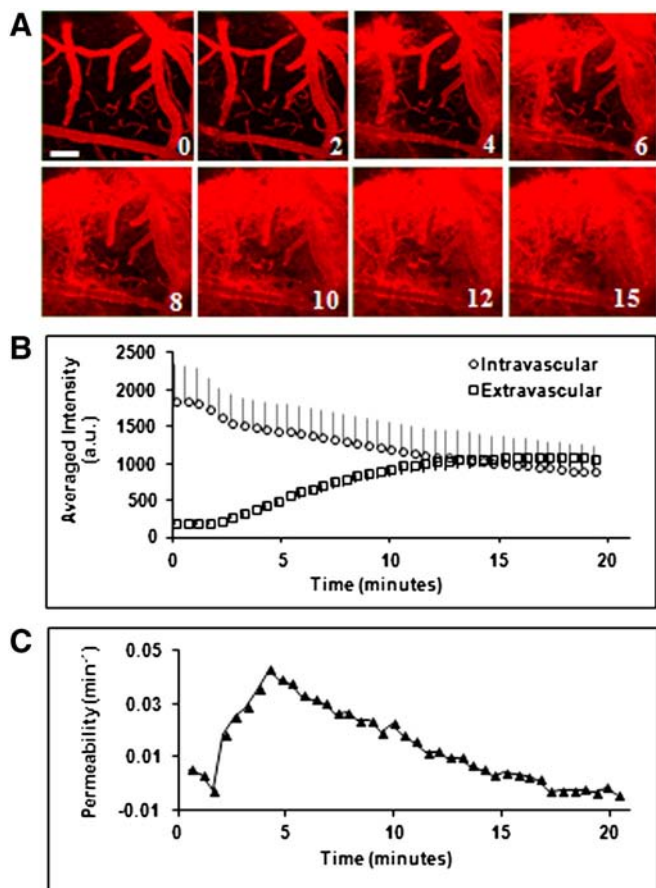 A
0 2 4 6
8 10 12 15
B
2500
2000
1500
1000
500
0
Averaged Intensity
(a.u.)
Intravascular
Extravascular
0 5 10 15 20
Time (minutes)
C
0.05
0.03
0.01
-0.01
Permeability
0 5 10 15 20
Time (minutes)